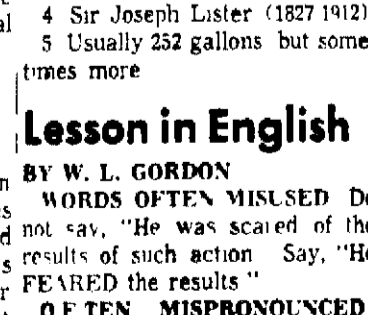 4 Sir Joseph Lister (1827 1912)
5 Usually 252 gallons but some
times more
Lesson in English
BY W. L. GORDON
WORDS OFTEN MISUSED Do
not say, "He was scared of the
results of such action Say, "He
FEARED the results "
OFTEN MISPRONOUNCED